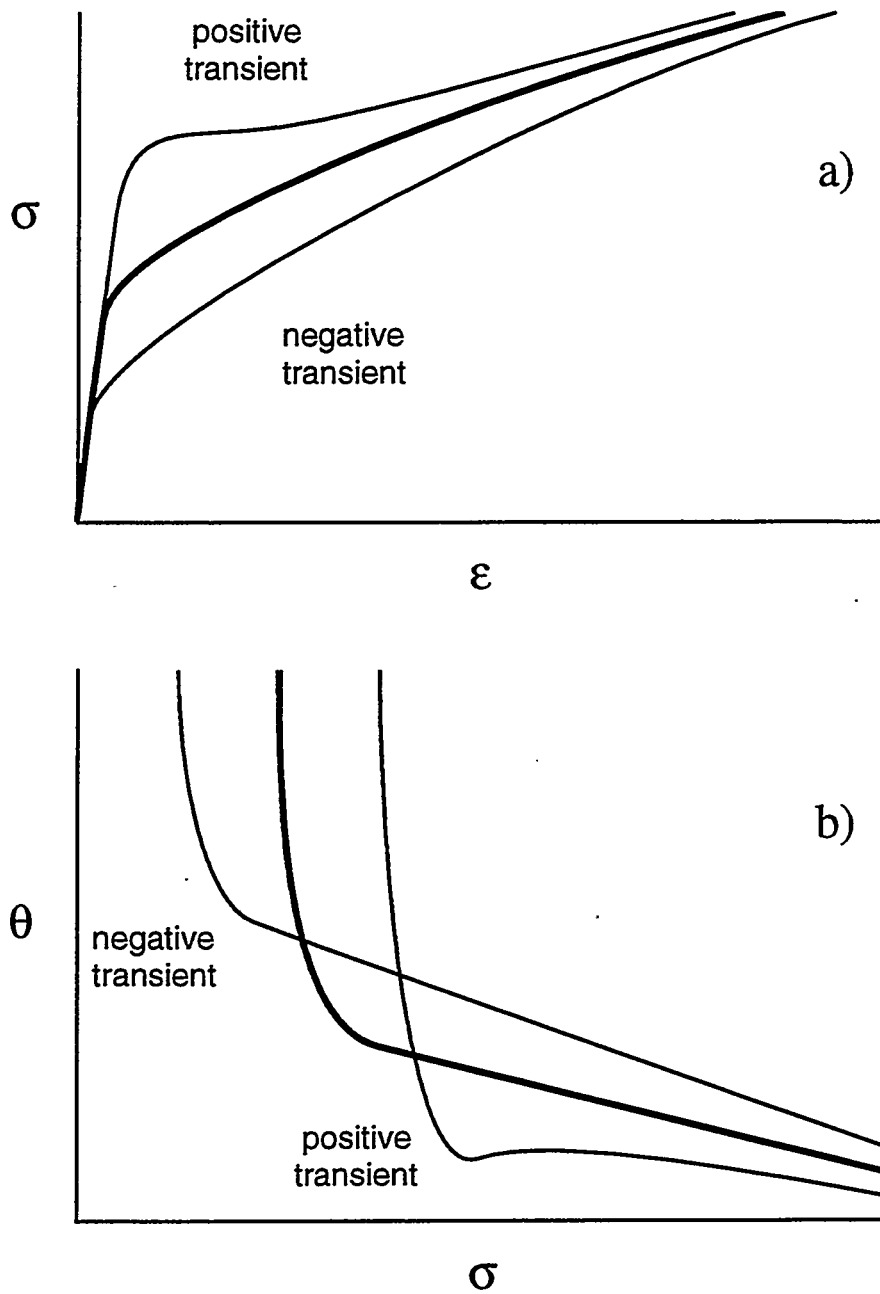 positive
transient
a)
σ
negative
transient
ε
b)
θ
negative
transient
positive
transient
σ